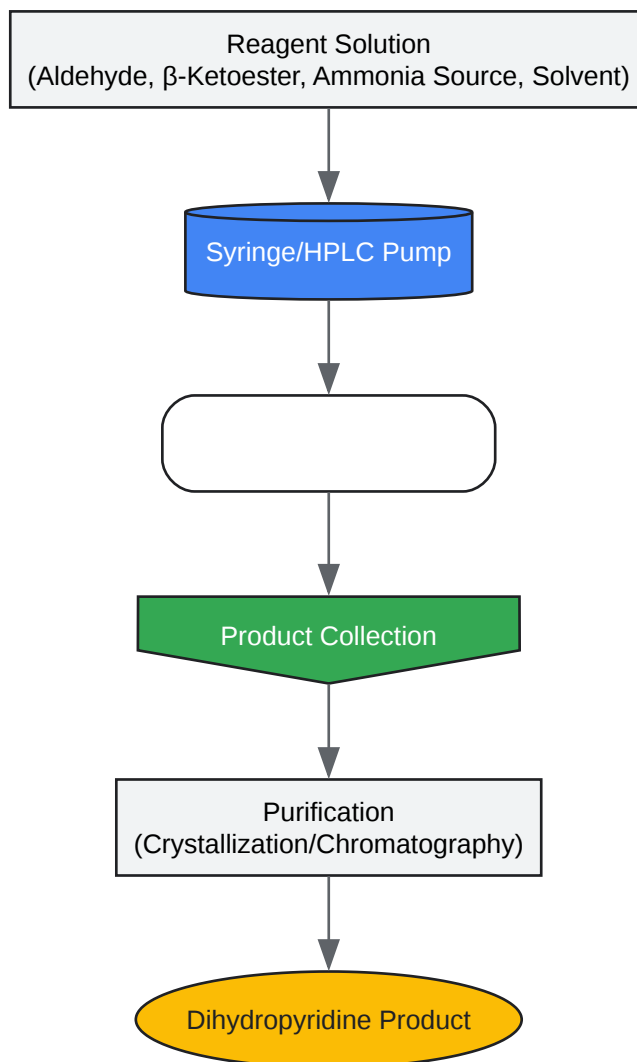 Reagent Solution
(Aldehyde, β-Ketoester, Ammonia Source, Solvent)
Syringe/HPLC Pump
Product Collection
Purification
(Crystallization/Chromatography)
Dihydropyridine Product